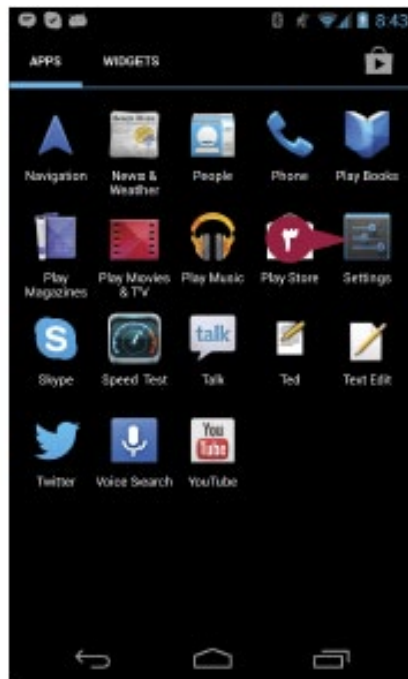 8:43
APPS WIDGETS
Navigation News & Weather People Phone Play Books
Play Magazines Play Movies & TV Play Music ٣ Play Store Settings
talk
Skype Speed Test Talk Ted Text Edit
You
Tube
Twitter Voice Search YouTube